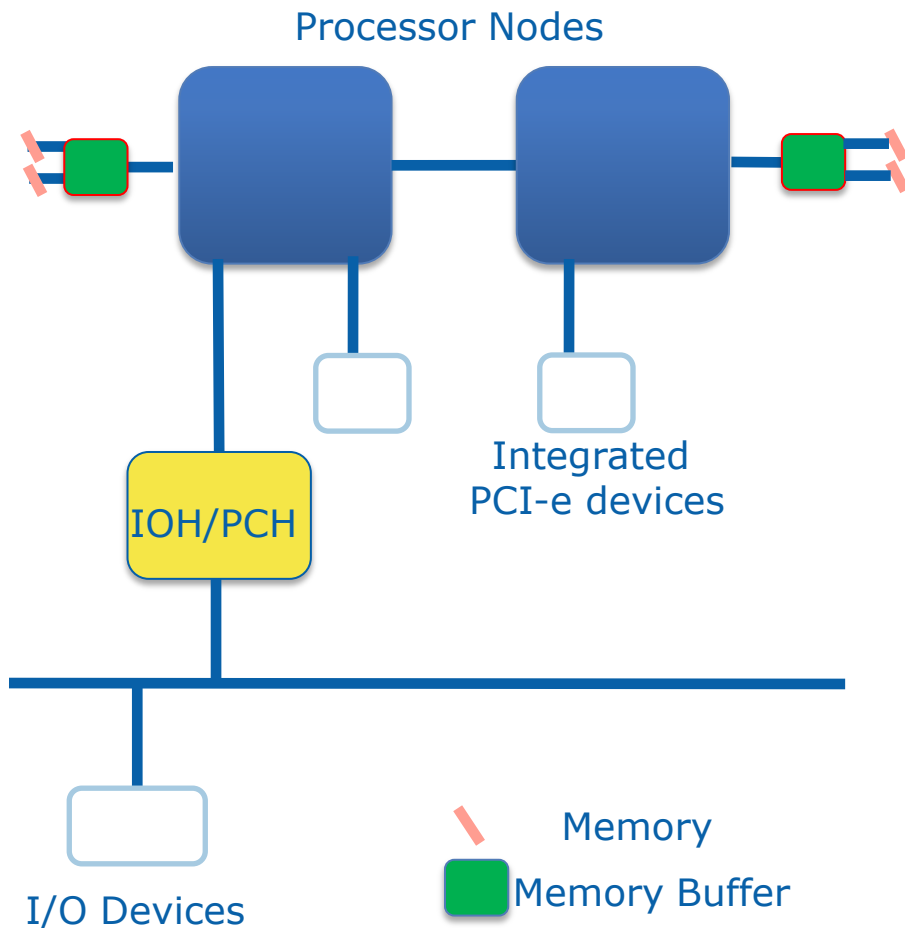 Processor Nodes
Integrated
PCI-e devices
IOH/PCH
Memory
Memory Buffer
I/O Devices